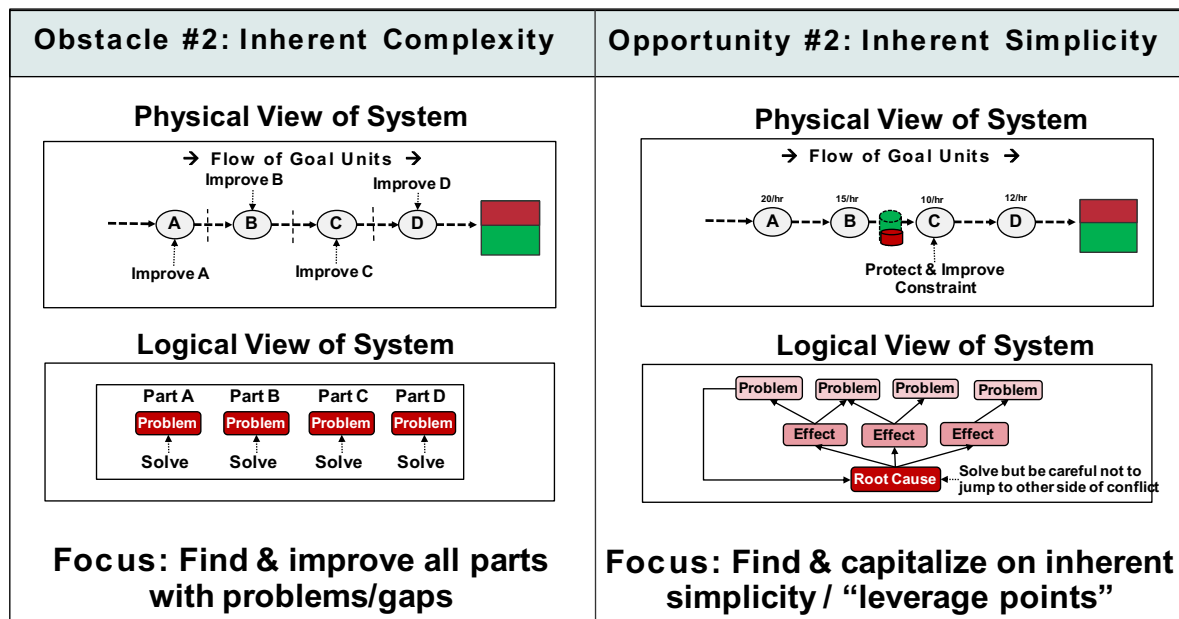 Obstacle #2: Inherent Complexity
Physical View of System
→ Flow of Goal Units →
Improve B
Improve D
A
B
C
D
Improve A
Improve C
Logical View of System
Part A
Part B
Part C
Part D
Problem
Problem
Problem
Problem
Solve
Solve
Solve
Solve
Focus: Find & improve all parts
with problems/gaps
Opportunity #2: Inherent Simplicity
Physical View of System
→ Flow of Goal Units →
20/hr
15/hr
10/hr
12/hr
A
B
C
D
Protect & Improve
Constraint
Logical View of System
Problem
Problem
Problem
Problem
Effect
Effect
Effect
Root Cause
Solve but be careful not to
jump to other side of conflict
Focus: Find & capitalize on inherent
simplicity / “leverage points”